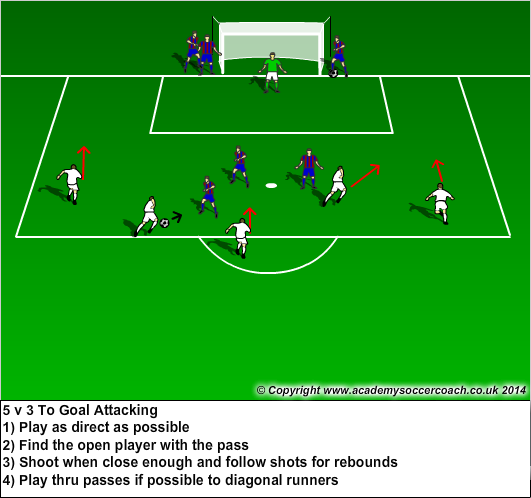 © Copyright www.academysoccercoach.co.uk 2014
5 v 3 To Goal Attacking
1) Play as direct as possible
2) Find the open player with the pass
3) Shoot when close enough and follow shots for rebounds
4) Play thru passes if possible to diagonal runners